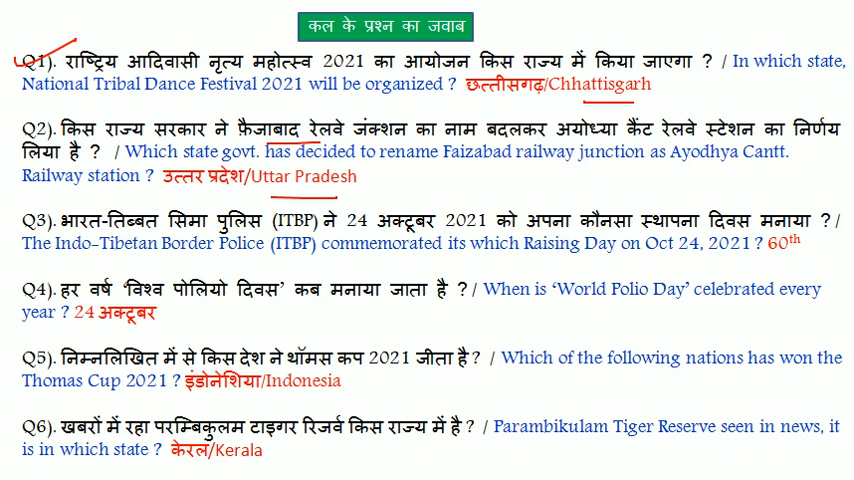 कल के प्रश्न का जवाब
Q1). राष्ट्रिय आदिवासी नृत्य महोत्स्व 2021 का आयोजन किस राज्य में किया जाएगा ? / In which state,
National Tribal Dance Festival 2021 will be organized ? छत्तीसगढ़/Chhattisgarh
Q2). किस राज्य सरकार ने फ़ैजाबाद रेलवे जंक्शन का नाम बदलकर अयोध्या कैंट रेलवे स्टेशन का निर्णय
लिया है ? / Which state govt. has decided to rename Faizabad railway junction as Ayodhya Cantt.
Railway station ? उत्तर प्रदेश/Uttar Pradesh
Q3). भारत-तिब्बत सिमा पुलिस (ITBP) ने 24 अक्टूबर 2021 को अपना कौनसा स्थापना दिवस मनाया ? /
The Indo-Tibetan Border Police (ITBP) commemorated its which Raising Day on Oct 24, 2021 ? 60th
Q4). हर वर्ष ‘विश्व पोलियो दिवस’ कब मनाया जाता है ? / When is ‘World Polio Day’ celebrated every
year ? 24 अक्टूबर
Q5). निम्नलिखित में से किस देश ने थॉमस कप 2021 जीता है ? / Which of the following nations has won the
Thomas Cup 2021 ? इंडोनेशिया/Indonesia
Q6). खबरों में रहा परम्बिकुलम टाइगर रिजर्व किस राज्य में है ? / Parambikulam Tiger Reserve seen in news, it
is in which state ? केरल/Kerala